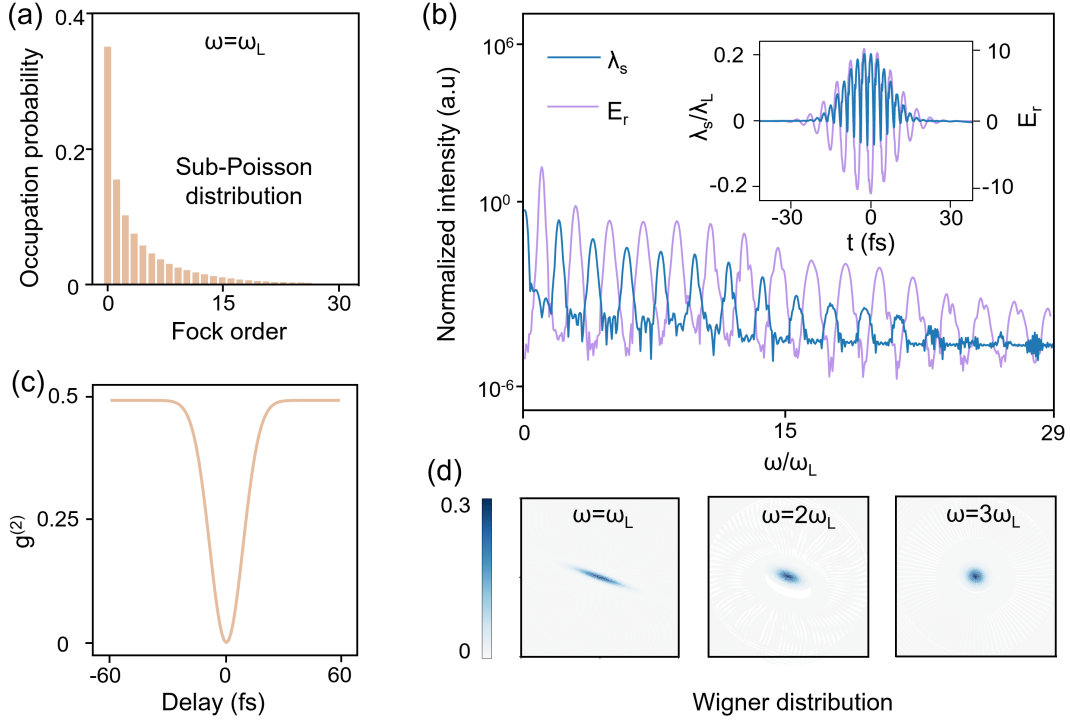 (a)
0.4
0.2
0
Occupation probability
ω=ω_L
Sub-Poisson
distribution
0
15
30
Fock order
(b)
10^6
10^0
10^-6
Normalized intensity (a.u)
λ_s
E_r
0.2
0
-0.2
λ_s/λ_L
10
0
-10
E_r
-30
0
30
t (fs)
0
15
29
ω/ω_L
(c)
0.5
0.25
0
g^(2)
-60
0
60
Delay (fs)
(d)
0.3
0
ω=ω_L
ω=2ω_L
ω=3ω_L
Wigner distribution